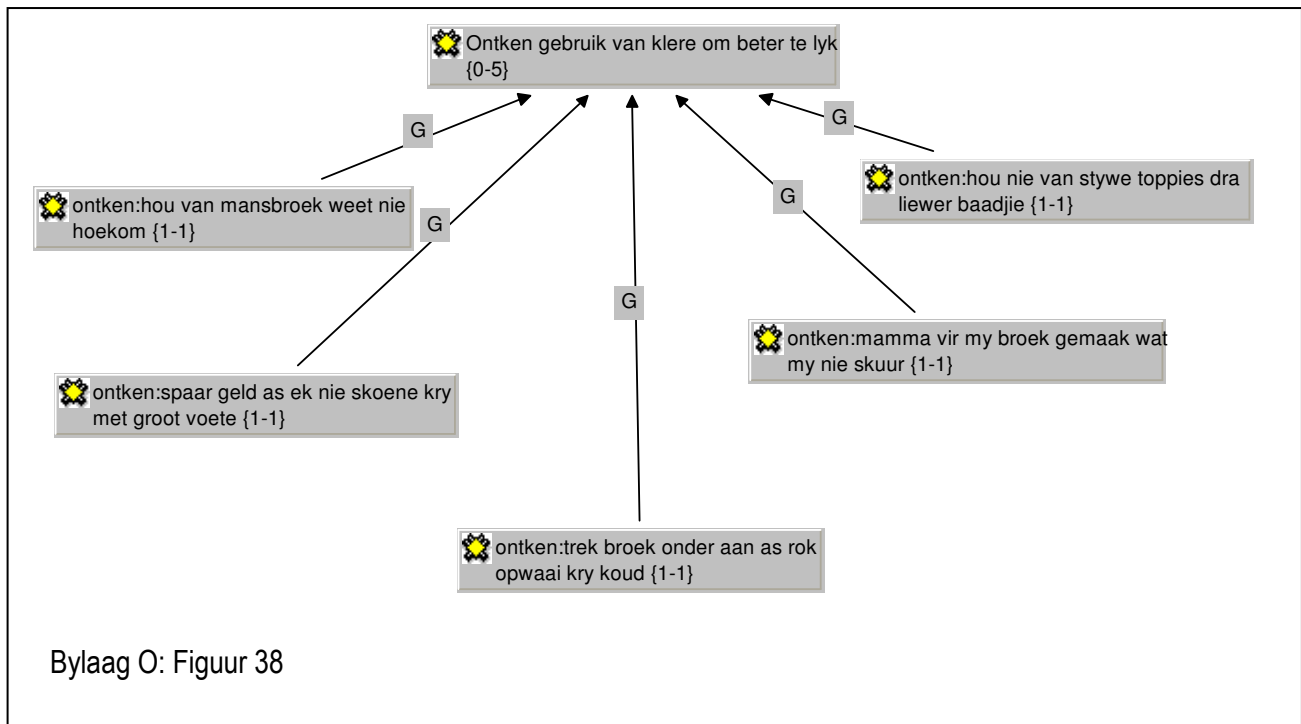 Ontken gebruik van klere om beter te lyk
{0-5}
G
G
ontken:hou van mansbroek weet nie
hoekom {1-1}
ontken:hou nie van stywe toppies dra
liewer baadjie {1-1}
G
G
G
ontken:mamma vir my broek gemaak wat
my nie skuur {1-1}
ontken:spaar geld as ek nie skoene kry
met groot voete {1-1}
ontken:trek broek onder aan as rok
opwaai kry koud {1-1}
Bylaag O: Figuur 38